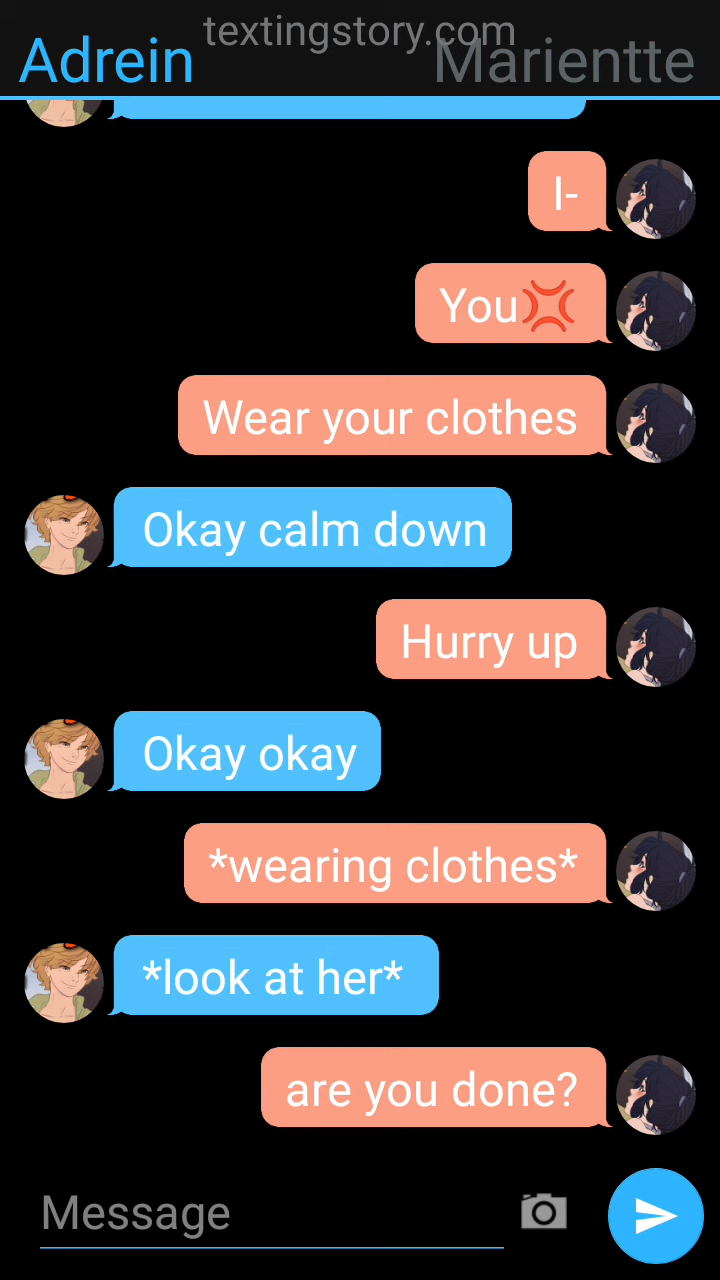 textingstory.com
Adrein
Marientte
I-
You💢
Wear your clothes
Okay calm down
Hurry up
Okay okay
*wearing clothes*
*look at her*
are you done?
Message